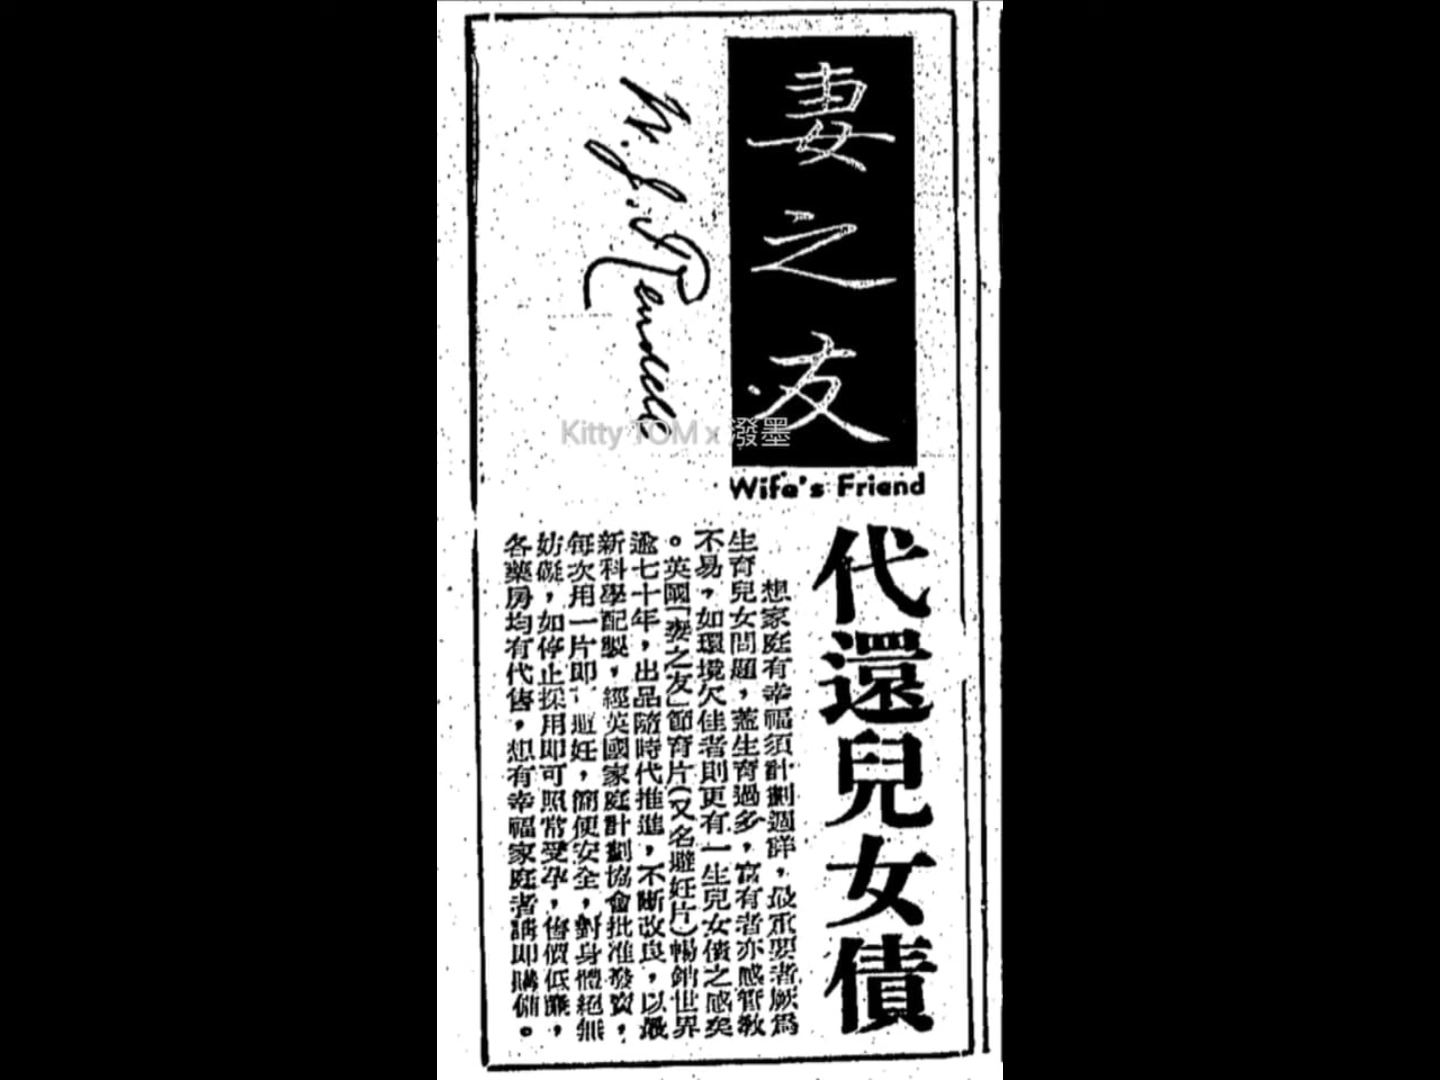 妻之友
Wife's Friend
W. J. Rendell
代還兒女債
想家庭有幸福須計劃週詳，最重要者厥為
生育兒女問題，蓋生育過多，富有者亦感管教
不易，如環境欠佳者則更有一生兒女債之感矣
。英國「妻之友」節育片（又名避妊片）暢銷世界
逾七十年，出品隨時代推進，不斷改良，以最
新科學配製，經英國家庭計劃協會批准發賣，
每次用一片即避妊，簡便安全，對身體絕無
妨礙，如停止採用即可照常受孕，售價低廉，
各藥房均有代售，想有幸福家庭者請即購備。
Kitty TOM x 潑墨